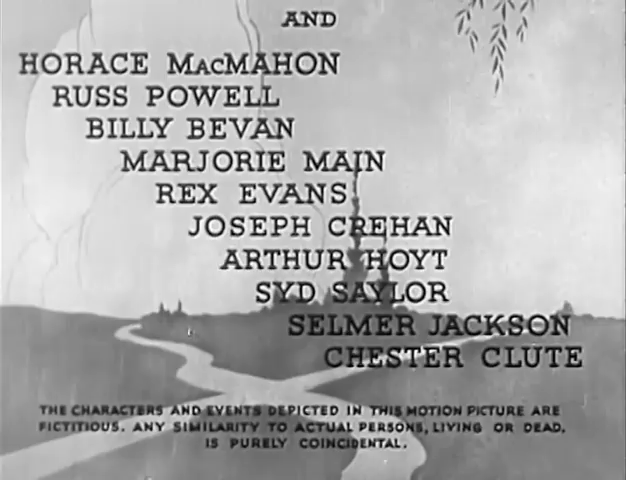 AND
HORACE MacMAHON
RUSS POWELL
BILLY BEVAN
MARJORIE MAIN
REX EVANS
JOSEPH CREHAN
ARTHUR HOYT
SYD SAYLOR
SELMER JACKSON
CHESTER CLUTE
THE CHARACTERS AND EVENTS DEPICTED IN THIS MOTION PICTURE ARE
FICTITIOUS. ANY SIMILARITY TO ACTUAL PERSONS, LIVING OR DEAD,
IS PURELY COINCIDENTAL.